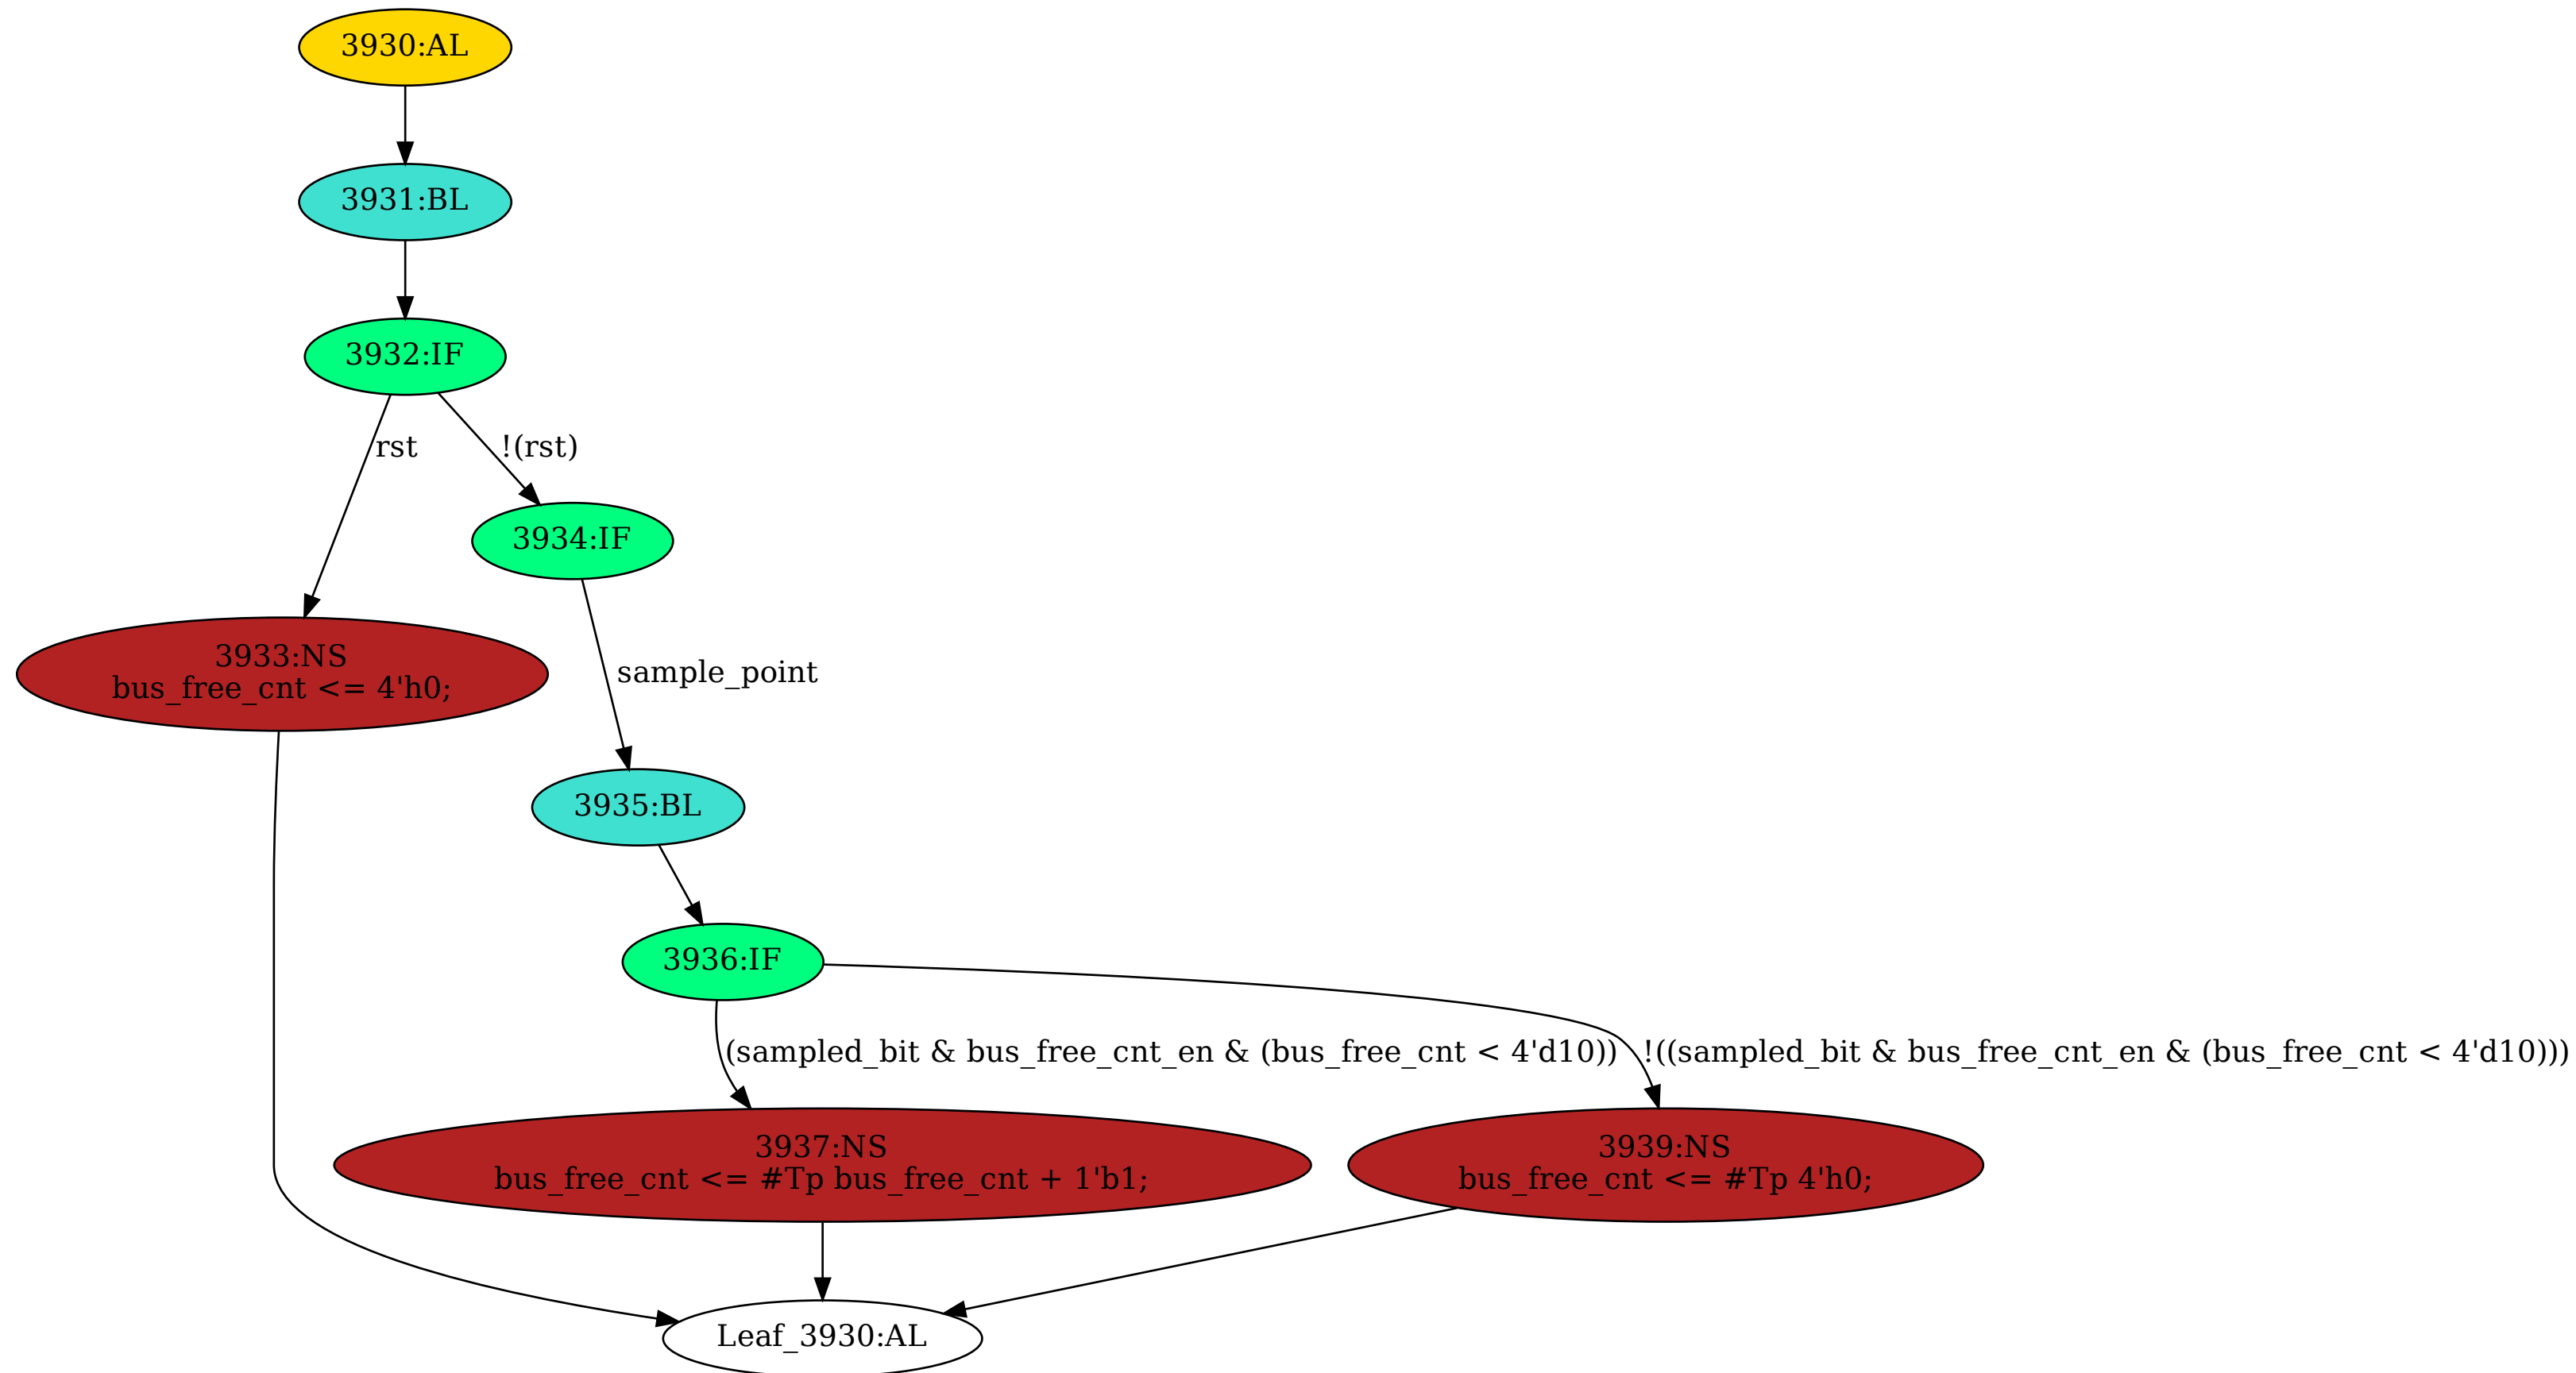 3930:AL
3931:BL
3932:IF
rst
!(rst)
3934:IF
3933:NS
bus_free_cnt <= 4'h0;
sample_point
3935:BL
3936:IF
(sampled_bit & bus_free_cnt_en & (bus_free_cnt < 4'd10))
!((sampled_bit & bus_free_cnt_en & (bus_free_cnt < 4'd10)))
3937:NS
bus_free_cnt <= #Tp bus_free_cnt + 1'b1;
3939:NS
bus_free_cnt <= #Tp 4'h0;
Leaf_3930:AL